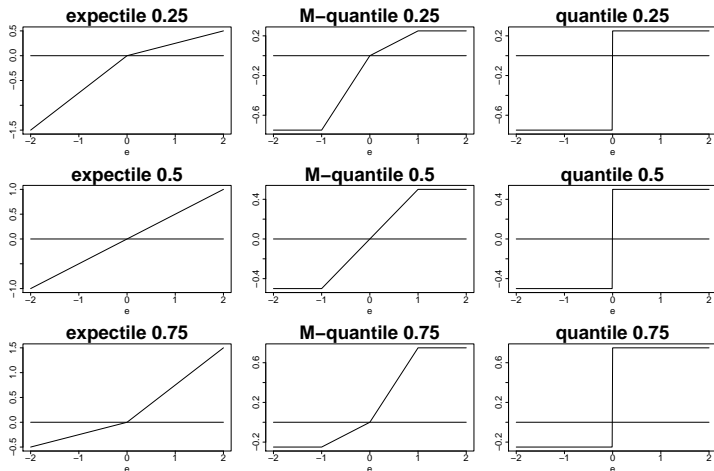 expectile 0.25
M−quantile 0.25
quantile 0.25
−1.5 −0.5 0.0 0.5
−0.6 −0.2 0.2
−0.6 −0.2 0.2
−2 −1 0 1 2
−2 −1 0 1 2
−2 −1 0 1 2
e
e
e
expectile 0.5
M−quantile 0.5
quantile 0.5
−1.0 0.0 0.5 1.0
−0.4 0.0 0.4
−0.4 0.0 0.4
−2 −1 0 1 2
−2 −1 0 1 2
−2 −1 0 1 2
e
e
e
expectile 0.75
M−quantile 0.75
quantile 0.75
−0.5 0.0 0.5 1.0 1.5
−0.2 0.2 0.6
−0.2 0.2 0.6
−2 −1 0 1 2
−2 −1 0 1 2
−2 −1 0 1 2
e
e
e